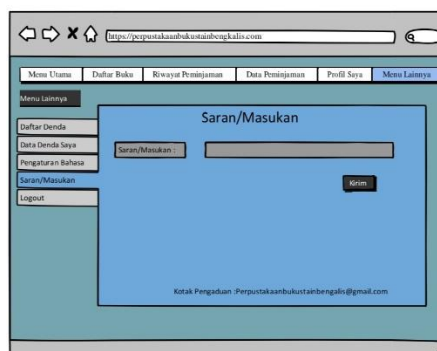 https://perpustakaanbukustainbengkalis.com
Menu Utama Daftar Buku Riwayat Peminjaman Data Peminjaman Profil Saya Menu Lainnya
Menu Lainnya
Saran/Masukan
Daftar Denda
Data Denda Saya
Saran/Masukan :
Pengaturan Bahasa
Saran/Masukan
Kirim
Logout
Kotak Pengaduan :Perpustakaanbukustainbengalis@gmail.com